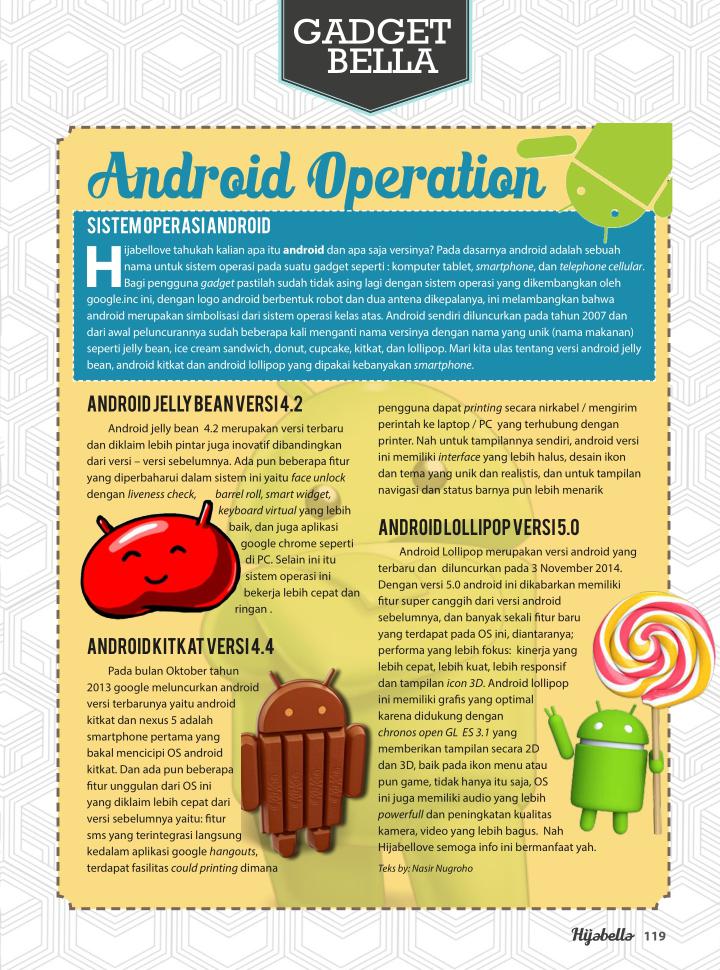 GADGET
BELLA
Android Operation
SISTEM OPERASI ANDROID
Hijabellove tahukah kalian apa itu android dan apa saja versinya? Pada dasarnya android adalah sebuah
nama untuk sistem operasi pada suatu gadget seperti : komputer tablet, smartphone, dan telephone cellular.
Bagi pengguna gadget pastilah sudah tidak asing lagi dengan sistem operasi yang dikembangkan oleh
google.inc ini, dengan logo android berbentuk robot dan dua antena dikepalanya, ini melambangkan bahwa
android merupakan simbolisasi dari sistem operasi kelas atas. Android sendiri diluncurkan pada tahun 2007 dan
dari awal peluncurannya sudah beberapa kali menganti nama versinya dengan nama yang unik (nama makanan)
seperti jelly bean, ice cream sandwich, donut, cupcake, kitkat, dan lollipop. Mari kita ulas tentang versi android jelly
bean, android kitkat dan android lollipop yang dipakai kebanyakan smartphone.
ANDROID JELLY BEAN VERSI 4.2
Android jelly bean 4.2 merupakan versi terbaru
dan diklaim lebih pintar juga inovatif dibandingkan
dari versi – versi sebelumnya. Ada pun beberapa fitur
yang diperbaharui dalam sistem ini yaitu face unlock
dengan liveness check, barrel roll, smart widget,
keyboard virtual yang lebih
baik, dan juga aplikasi
google chrome seperti
di PC. Selain ini itu
sistem operasi ini
bekerja lebih cepat dan
ringan .
ANDROID KITKAT VERSI 4.4
Pada bulan Oktober tahun
2013 google meluncurkan android
versi terbarunya yaitu android
kitkat dan nexus 5 adalah
smartphone pertama yang
bakal mencicipi OS android
kitkat. Dan ada pun beberapa
fitur unggulan dari OS ini
yang diklaim lebih cepat dari
versi sebelumnya yaitu: fitur
sms yang terintegrasi langsung
kedalam aplikasi google hangouts,
terdapat fasilitas could printing dimana
pengguna dapat printing secara nirkabel / mengirim
perintah ke laptop / PC yang terhubung dengan
printer. Nah untuk tampilannya sendiri, android versi
ini memiliki interface yang lebih halus, desain ikon
dan tema yang unik dan realistis, dan untuk tampilan
navigasi dan status barnya pun lebih menarik
ANDROID LOLLIPOP VERSI 5.0
Android Lollipop merupakan versi android yang
terbaru dan diluncurkan pada 3 November 2014.
Dengan versi 5.0 android ini dikabarkan memiliki
fitur super canggih dari versi android
sebelumnya, dan banyak sekali fitur baru
yang terdapat pada OS ini, diantaranya;
performa yang lebih fokus: kinerja yang
lebih cepat, lebih kuat, lebih responsif
dan tampilan icon 3D. Android lollipop
ini memiliki grafis yang optimal
karena didukung dengan
chronos open GL ES 3.1 yang
memberikan tampilan secara 2D
dan 3D, baik pada ikon menu atau
pun game, tidak hanya itu saja, OS
ini juga memiliki audio yang lebih
powerfull dan peningkatan kualitas
kamera, video yang lebih bagus. Nah
Hijabellove semoga info ini bermanfaat yah.
Teks by: Nasir Nugroho
Hijabella 119